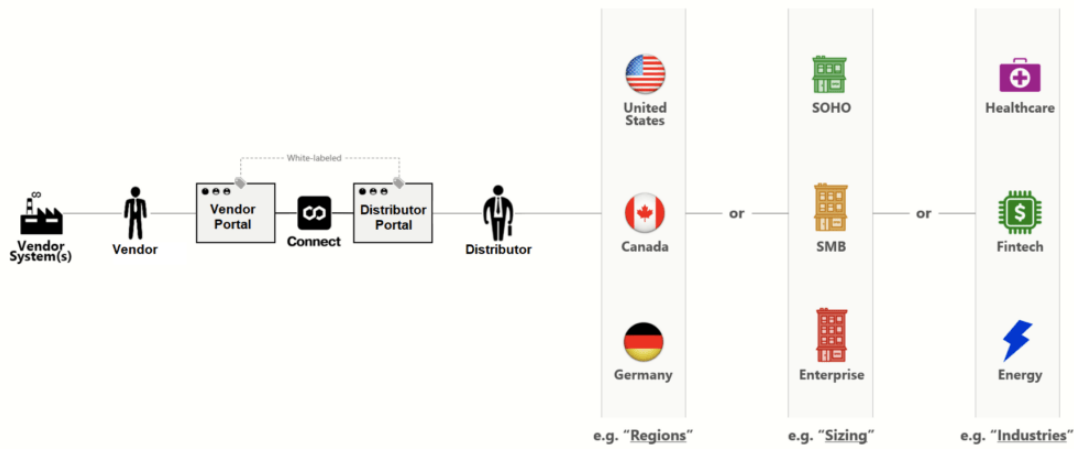 White-labeled
Vendor
System(s)
Vendor
Vendor
Portal
Connect
Distributor
Portal
Distributor
United
States
Canada
Germany
e.g. “Regions”
or
SOHO
SMB
Enterprise
e.g. “Sizing”
or
Healthcare
$
Fintech
Energy
e.g. “Industries”